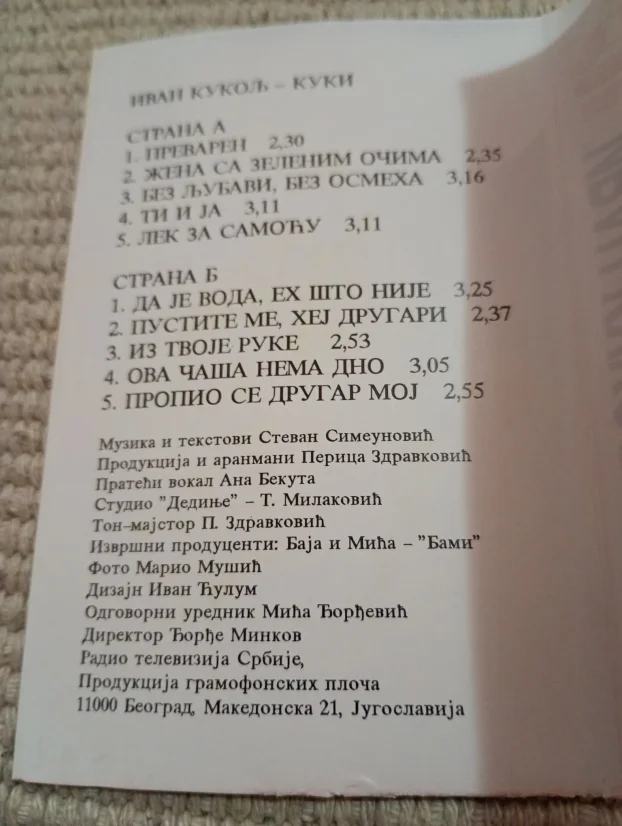 ИВАН КУКОЉ – КУКИ
СТРАНА А
1. ПРЕВАРЕН 2,30
2. ЖЕНА СА ЗЕЛЕНИМ ОЧИМА 2,35
3. БЕЗ ЉУБАВИ, БЕЗ ОСМЕХА 3,16
4. ТИ И ЈА 3,11
5. ЛЕК ЗА САМОЋУ 3,11
СТРАНА Б
1. ДА ЈЕ ВОДА, ЕХ ШТО НИЈЕ 3,25
2. ПУСТИТЕ МЕ, ХЕЈ ДРУГАРИ 2,37
3. ИЗ ТВОЈЕ РУКЕ 2,53
4. ОВА ЧАША НЕМА ДНО 3,05
5. ПРОПИО СЕ ДРУГАР МОЈ 2,55
Музика и текстови Стеван Симеуновић
Продукција и аранмани Перица Здравковић
Пратећи вокал Ана Бекута
Студио "Дедиње" – Т. Милаковић
Тон–мајстор П. Здравковић
Извршни продуценти: Баја и Мића – "Бами"
Фото Марио Мушић
Дизајн Иван Ћулум
Одговорни уредник Мића Ђорђевић
Директор Ђорђе Минков
Радио телевизија Србије,
Продукција грамофонских плоча
11000 Београд, Македонска 21, Југославија